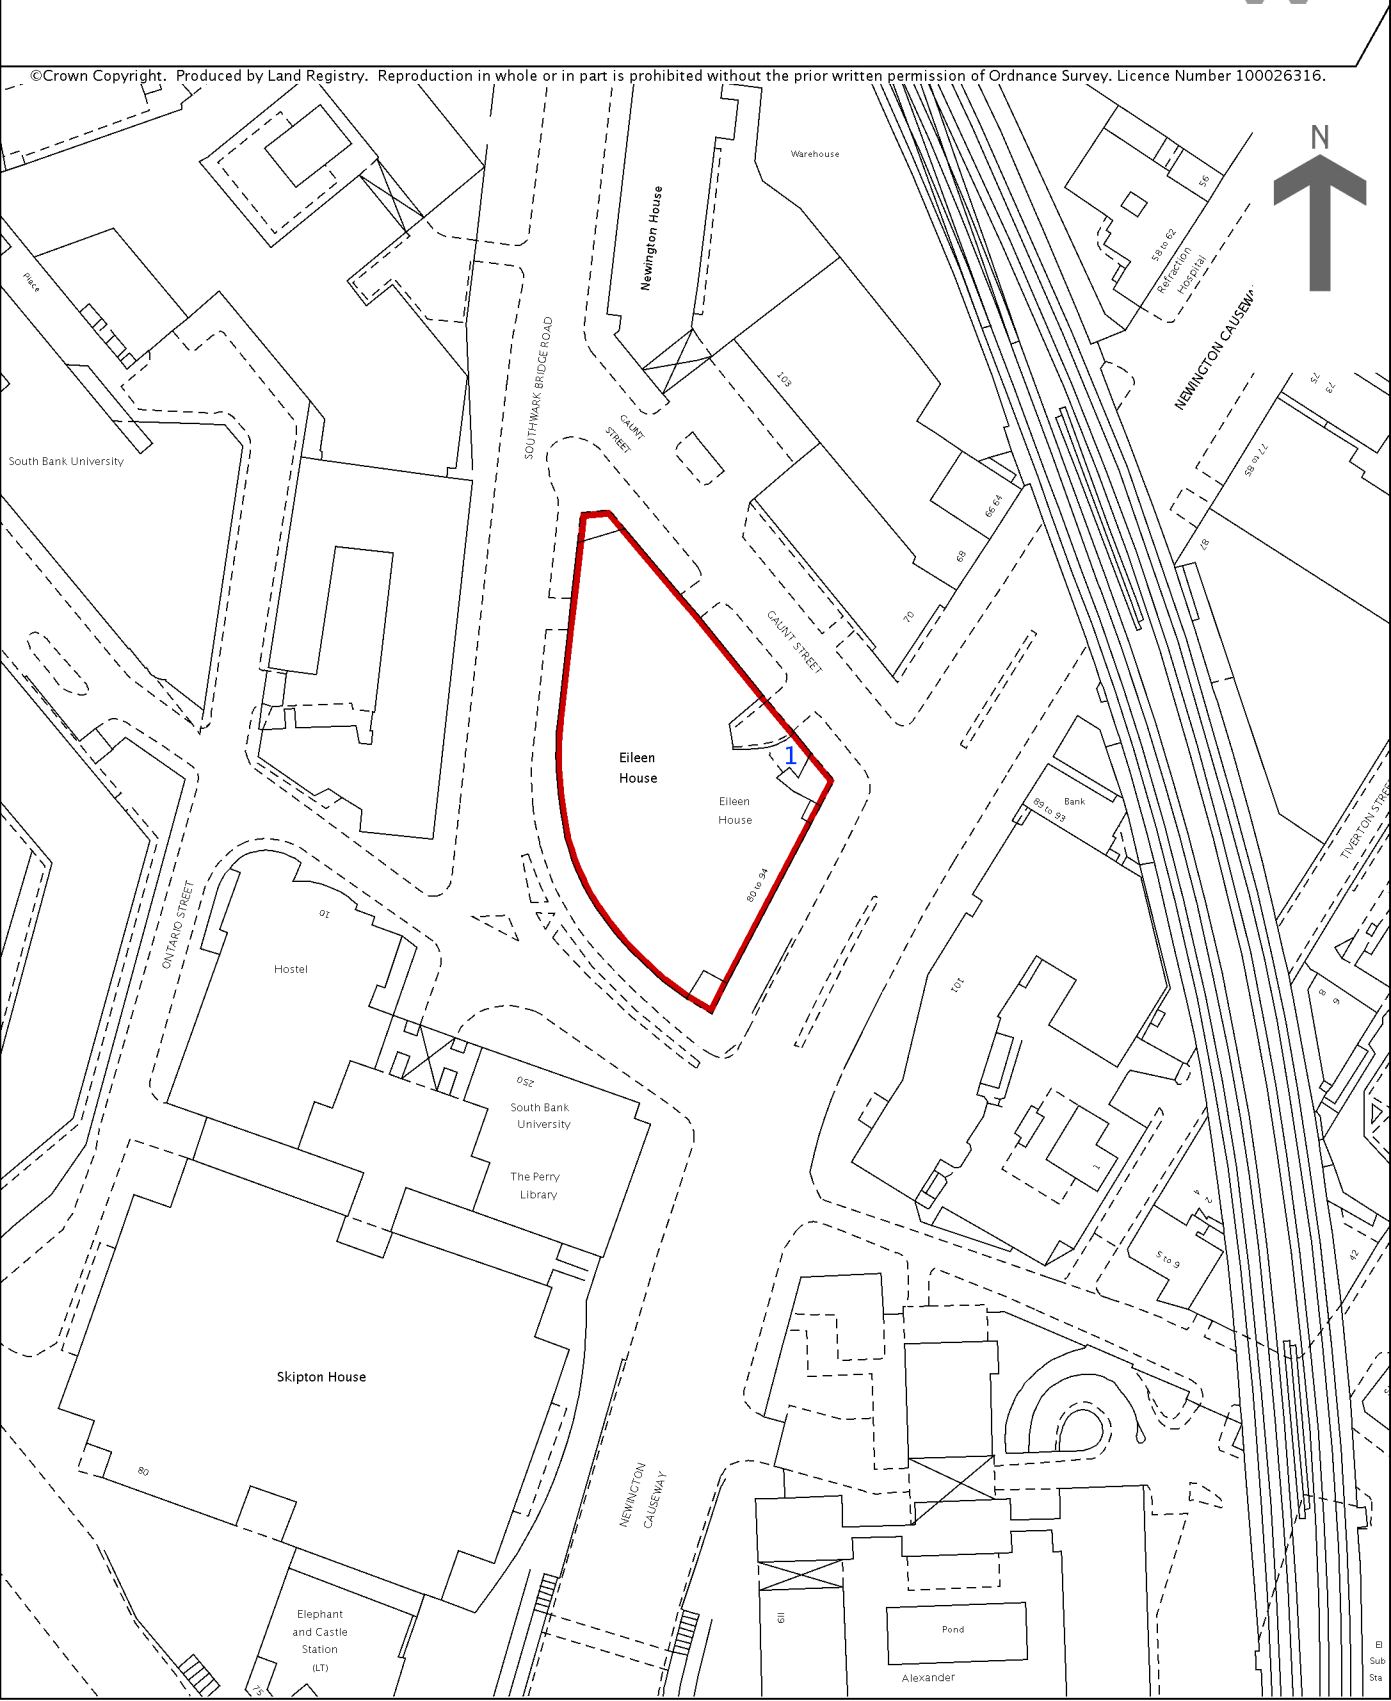 ©Crown Copyright. Produced by Land Registry. Reproduction in whole or in part is prohibited without the prior written permission of Ordnance Survey. Licence Number 100026316.
N
Warehouse
56
58 to 62
Refraction
Hospital
Newington House
Place
NEWINGTON CAUSEWA
SOUTHWARK BRIDGE ROAD
103
75
73
GAUNT
STREET
South Bank University
77 to 85
66 64
68
87
70
GAUNT STREET
Eileen
House
1
Eileen
House
Bank
89 to 93
TIVERTON STREE
80 to 94
10
ONTARIO STREET
Hostel
101
8
9
250
South Bank
University
The Perry
Library
1
4
2
5 to 9
42
Skipton House
80
NEWINGTON
CAUSEWAY
Elephant
and Castle
Station
(LT)
75
119
Pond
Alexander
El
Sub
Sta